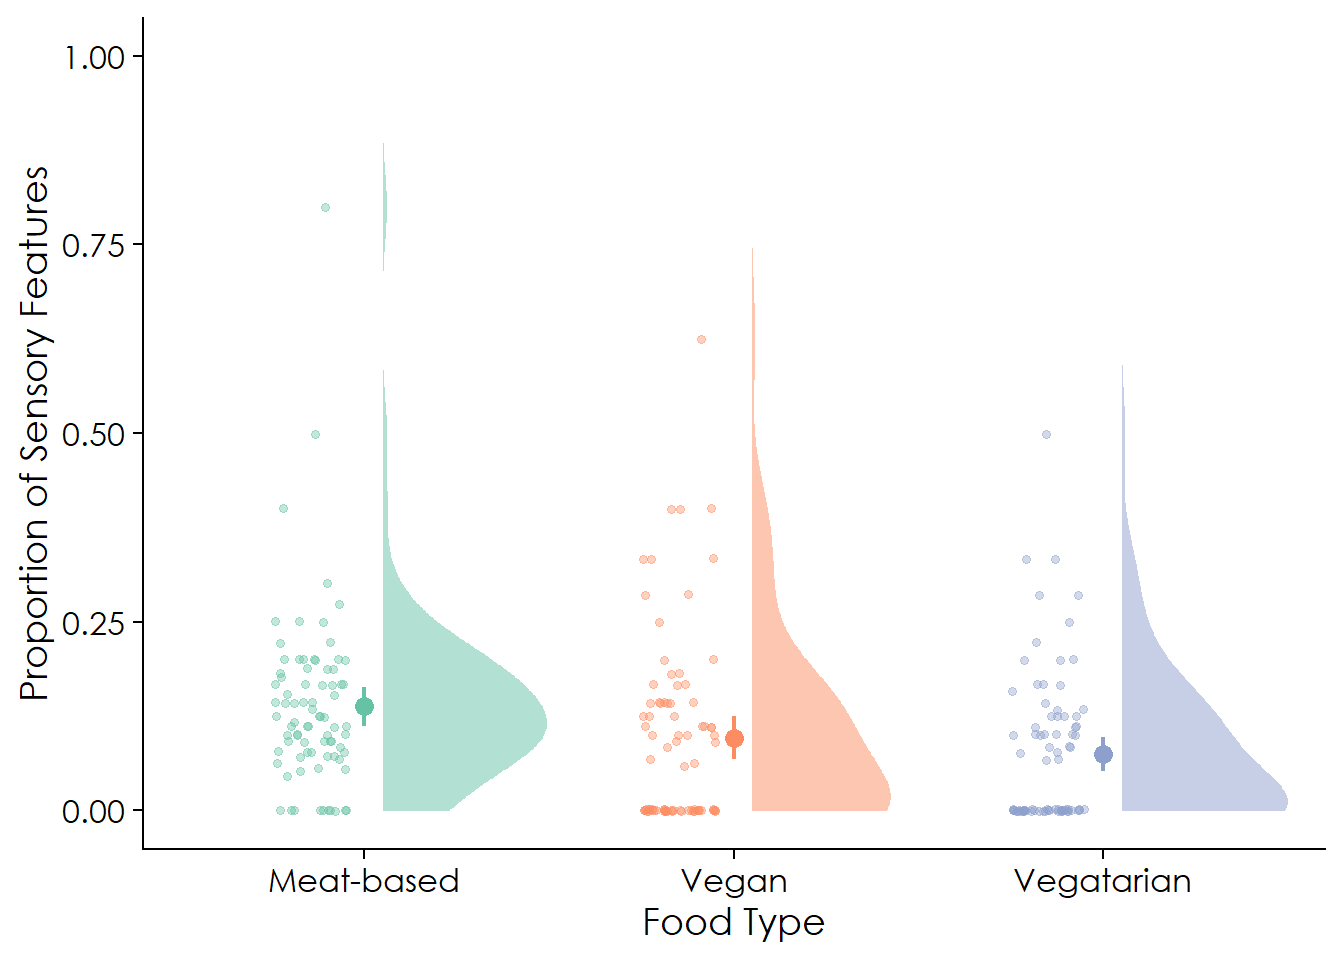 Proportion of Sensory Features
1.00
0.75
0.50
0.25
0.00
Meat-based Vegan Vegatarian
Food Type